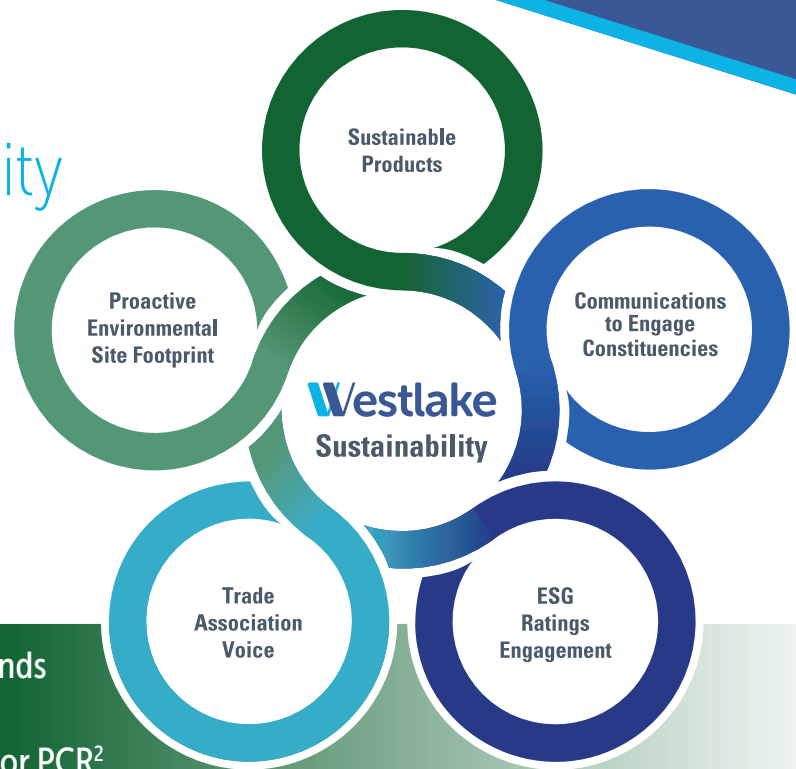 ity
Sustainable
Products
Proactive
Environmental
Site Footprint
Communications
to Engage
Constituencies
Westlake
Sustainability
Trade
Association
Voice
ESG
Ratings
Engagement
nds
or PCR²